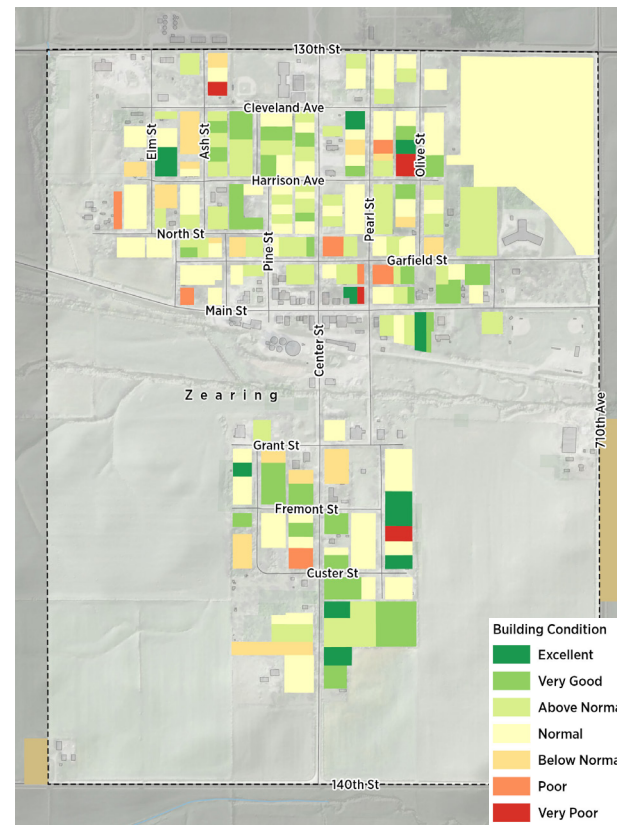 130th St
Cleveland Ave
Elm St
Ash St
Olive St
Harrison Ave
Pearl St
North St
Pine St
Garfield St
Main St
Center St
Zearing
710th Ave
Grant St
Fremont St
Custer St
140th St
Building Condition
Excellent
Very Good
Above Norma
Normal
Below Norma
Poor
Very Poor